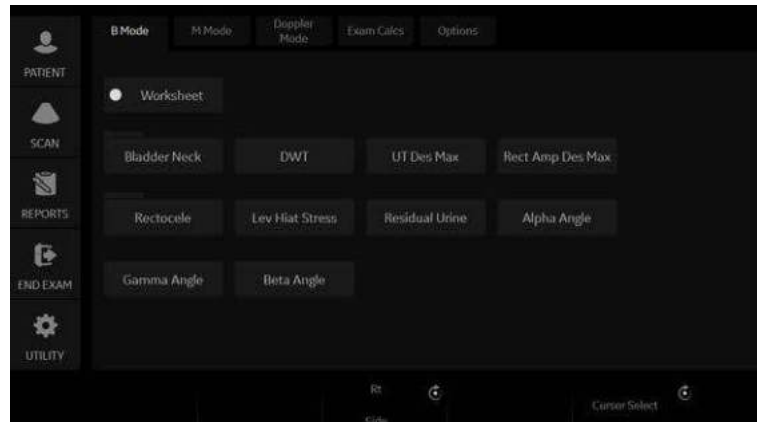 B Mode
M Mode
Doppler
Mode
Exam Calcs
Options
PATIENT
Worksheet
SCAN
Bladder Neck
DWT
UT Des Max
Rect Amp Des Max
REPORTS
Rectocele
Lev Hiat Stress
Residual Urine
Alpha Angle
END EXAM
Gamma Angle
Beta Angle
UTILITY
Rt
Cursor Select
Side